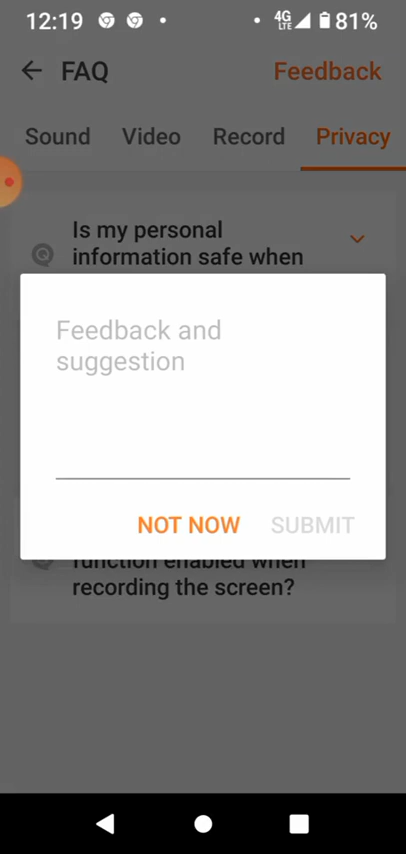 12:19 4G LTE 81%
FAQ Feedback
Sound Video Record Privacy
Is my personal
information safe when
Feedback and
suggestion
NOT NOW SUBMIT
function enabled when
recording the screen?